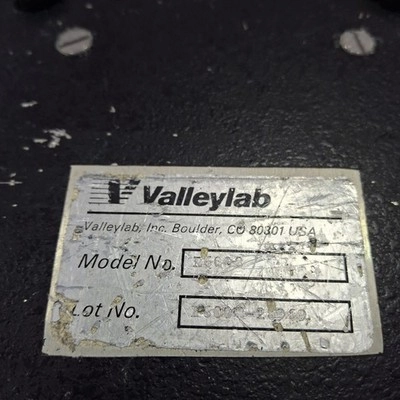 Valleylab
Valleylab, Inc. Boulder, CO 80301 USA
Model No.
Lot No.